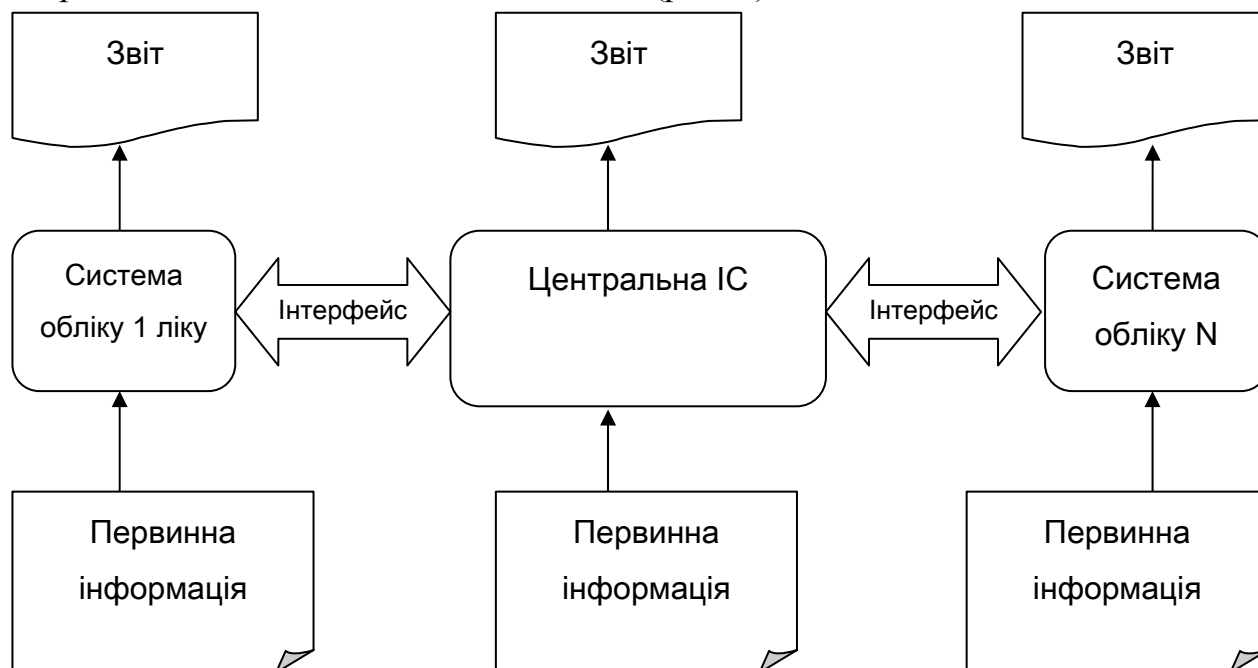 Звіт
Звіт
Звіт
Система
обліку 1 ліку
Інтерфейс
Центральна ІС
Інтерфейс
Система
обліку N
Первинна
інформація
Первинна
інформація
Первинна
інформація